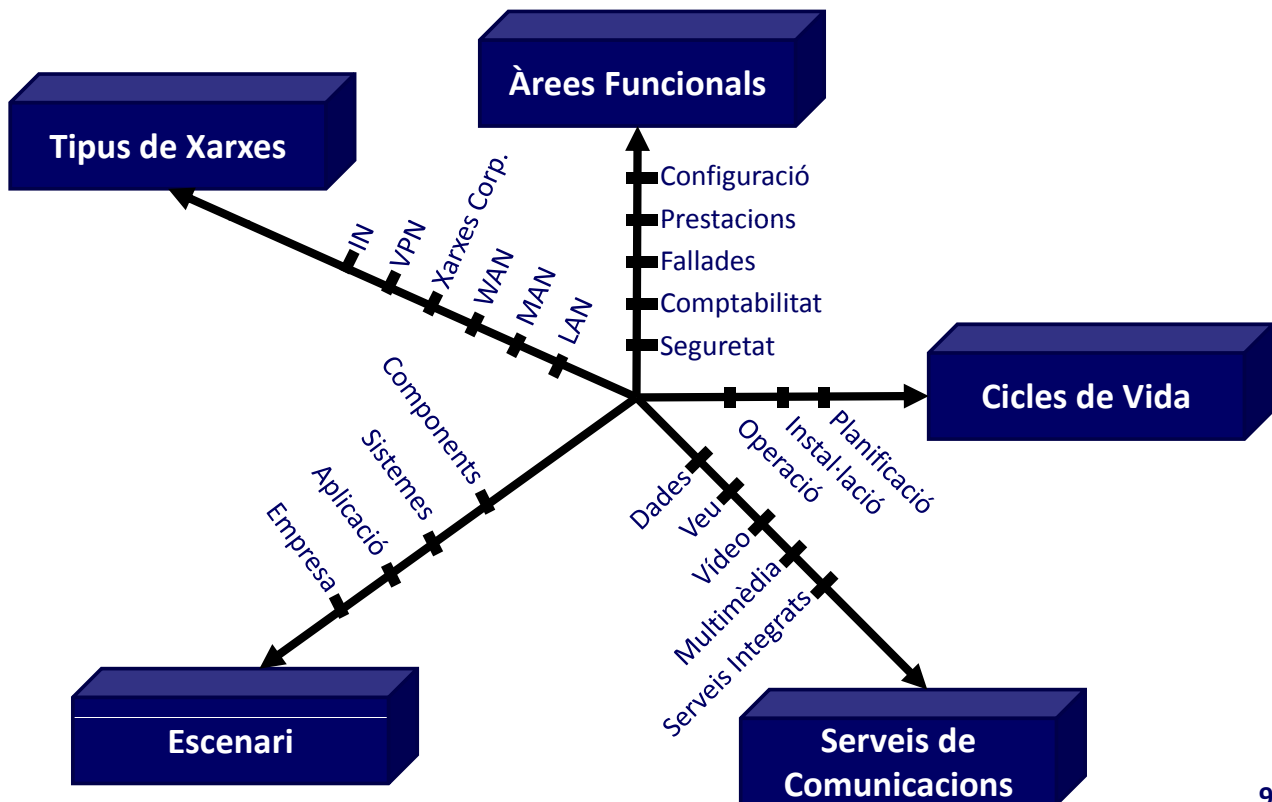 Àrees Funcionals
Tipus de Xarxes
IN
VPN
Xarxes Corp.
WAN
MAN
LAN
Configuració
Prestacions
Fallades
Comptabilitat
Seguretat
Cicles de Vida
Operació
Instal·lació
Planificació
Components
Sistemes
Aplicació
Empresa
Dades
Veu
Vídeo
Multimèdia
Serveis Integrats
Escenari
Serveis de
Comunicacions
9